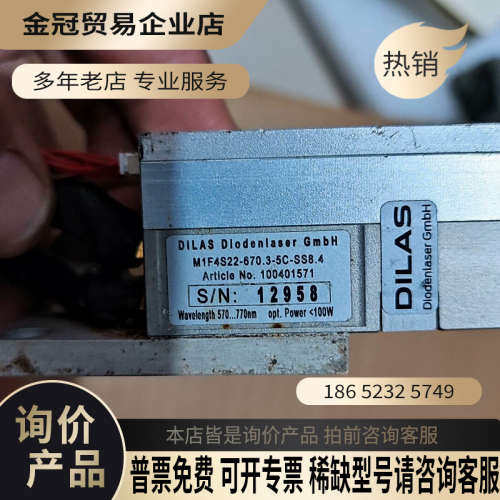 金冠贸易企业店
多年老店 专业服务
热销
DILAS Diodenlaser GmbH
M1F4S22-670.3-5C-SS8.4
Article No. 100401571
S/N: 12958
Wavelength 570...770nm opt. Power <100W
DILAS
Diodenlaser GmbH
186 5232 5749
询价
产品
本店皆是询价产品 拍前咨询客服
普票免费 可开专票 稀缺型号请咨询客服